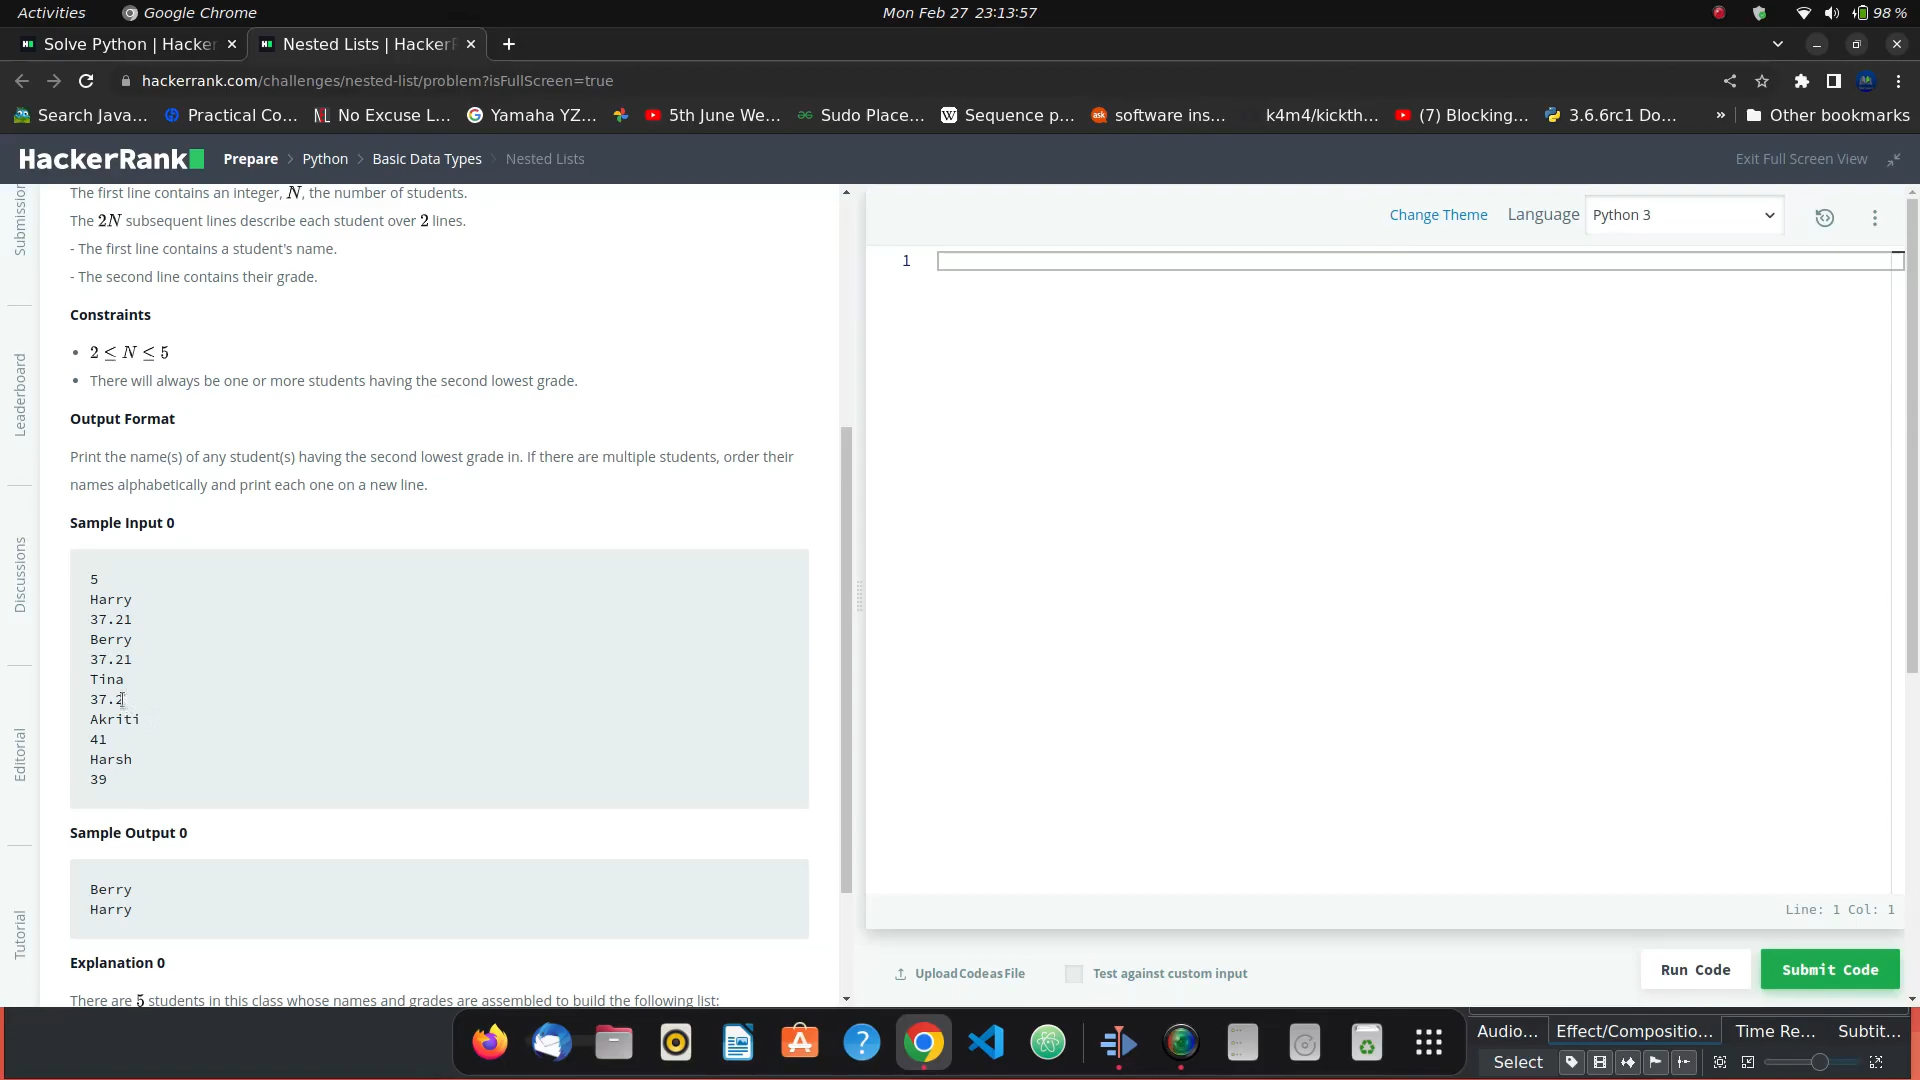 Activities Google Chrome Mon Feb 27 23:13:57 98 %
Solve Python | Hacker Nested Lists | HackerR
hackerrank.com/challenges/nested-list/problem?isFullScreen=true
Search Java... Practical Co... No Excuse L... Yamaha YZ... 5th June We... Sudo Place... Sequence p... software ins... k4m4/kickth... (7) Blocking... 3.6.6rc1 Do... » Other bookmarks
HackerRank Prepare > Python > Basic Data Types > Nested Lists Exit Full Screen View
Submission
Leaderboard
Discussions
Editorial
Tutorial
The first line contains an integer, N, the number of students.
The 2N subsequent lines describe each student over 2 lines.
- The first line contains a student's name.
- The second line contains their grade.
Constraints
• 2 ≤ N ≤ 5
• There will always be one or more students having the second lowest grade.
Output Format
Print the name(s) of any student(s) having the second lowest grade in. If there are multiple students, order their
names alphabetically and print each one on a new line.
Sample Input 0
5
Harry
37.21
Berry
37.21
Tina
37.2
Akriti
41
Harsh
39
Sample Output 0
Berry
Harry
Explanation 0
There are 5 students in this class whose names and grades are assembled to build the following list:
Change Theme Language Python 3
1
Line: 1 Col: 1
Upload Code as File Test against custom input Run Code Submit Code
Audio... Effect/Compositio... Time Re... Subtit...
Select